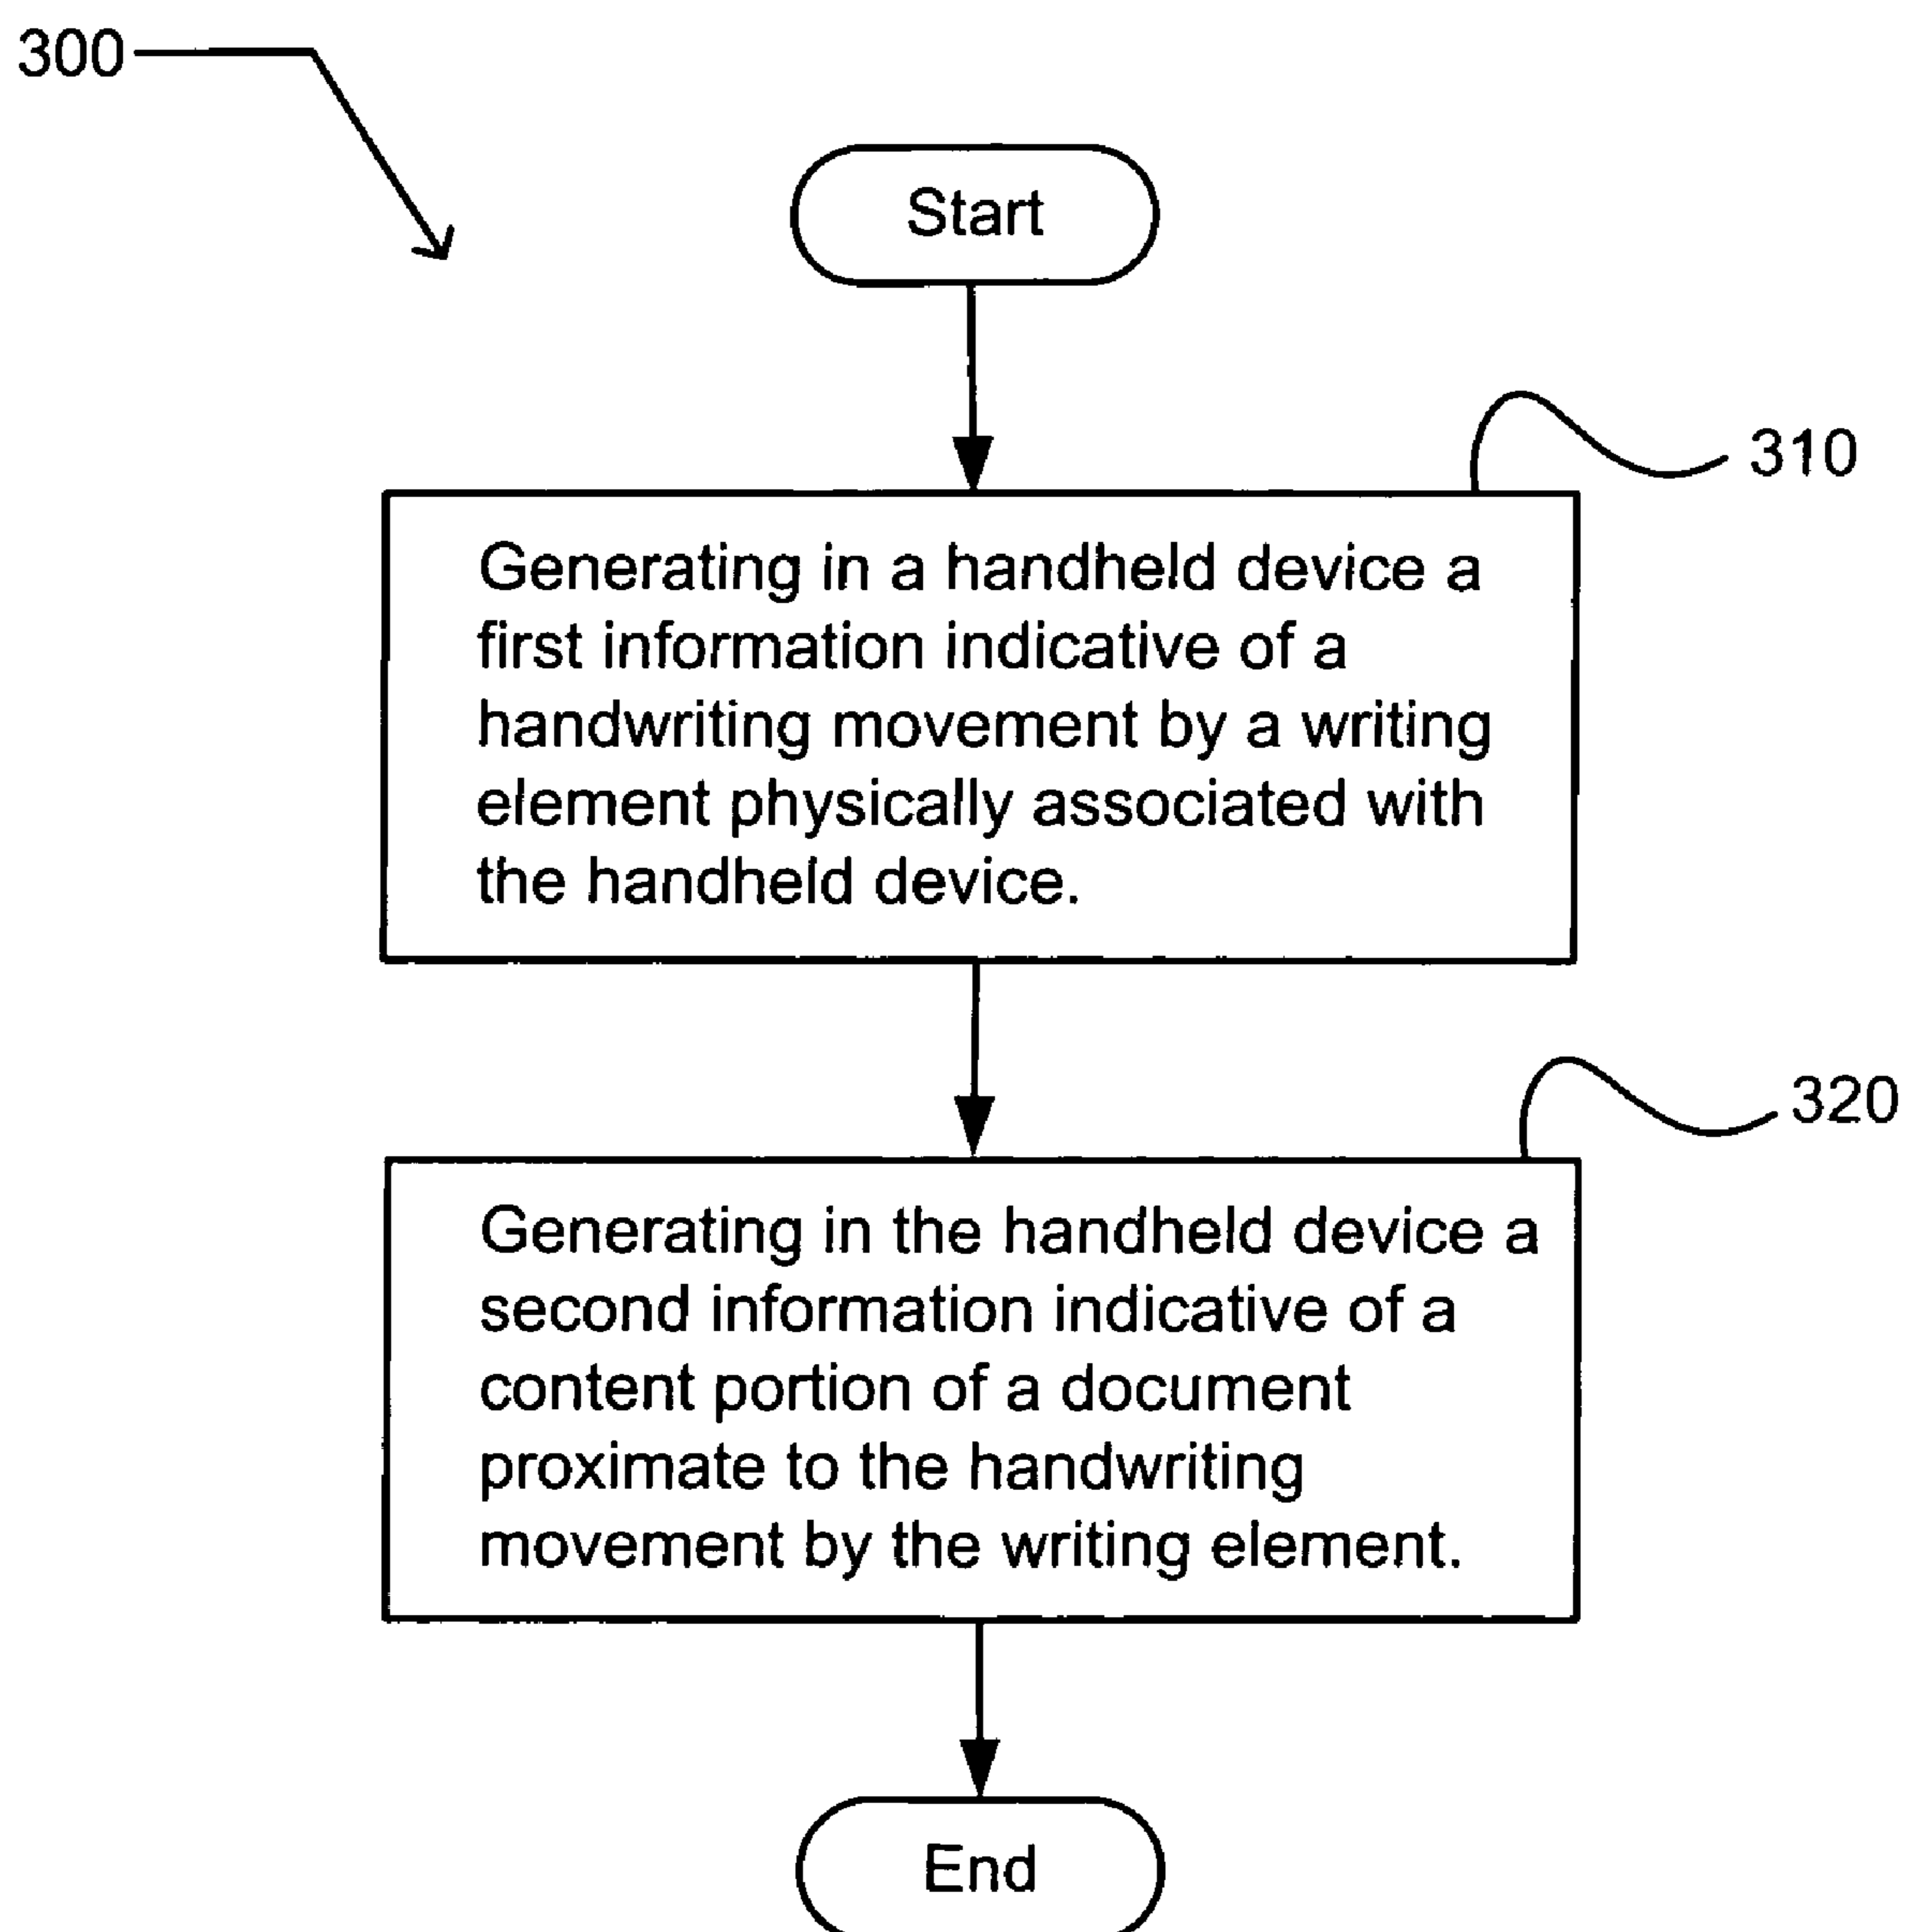 300
Start
310
Generating in a handheld device a
first information indicative of a
handwriting movement by a writing
element physically associated with
the handheld device.
320
Generating in the handheld device a
second information indicative of a
content portion of a document
proximate to the handwriting
movement by the writing element.
End